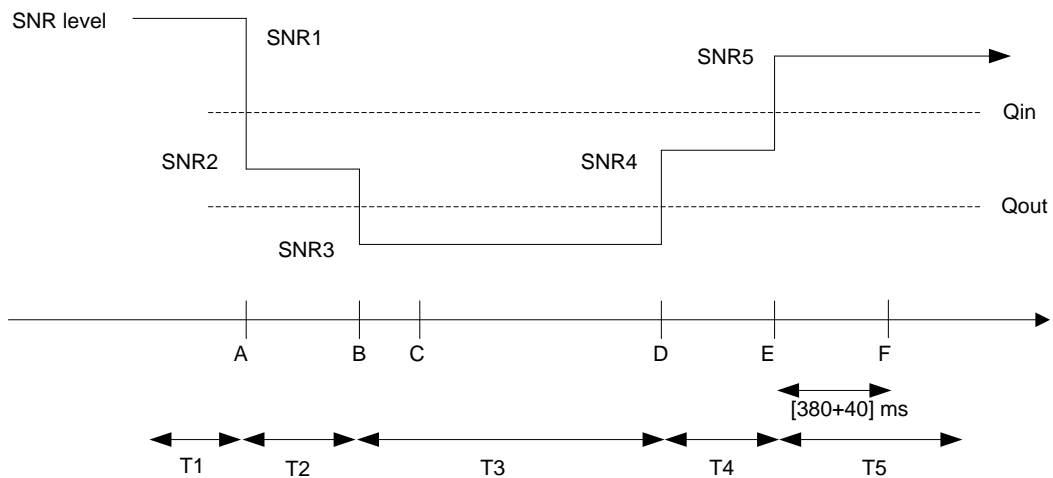 SNR level
SNR1
SNR5
Qin
SNR2
SNR4
Qout
SNR3
A B C D E F
[380+40] ms
T1 T2 T3 T4 T5